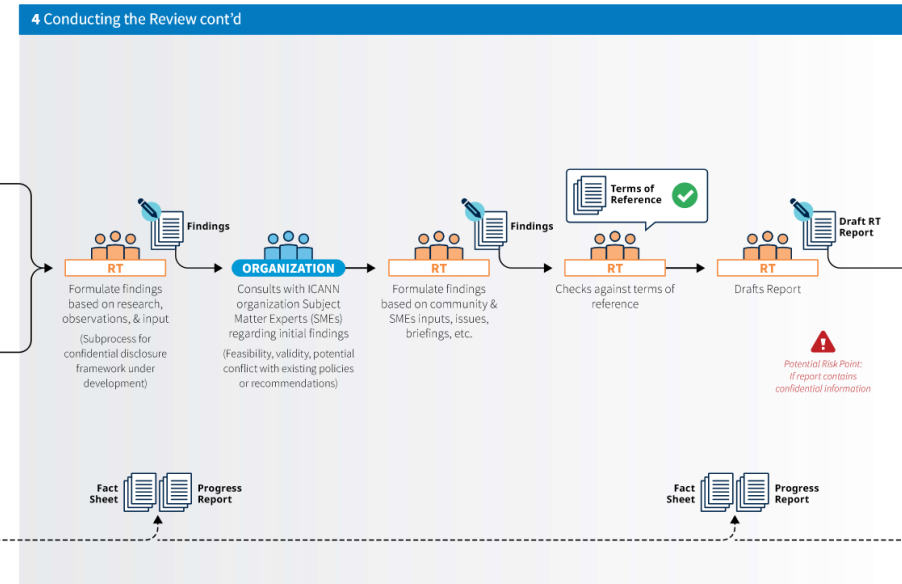 4 Conducting the Review cont’d
Terms of
Reference
Findings
Findings
Draft RT
Report
RT
ORGANIZATION
RT
RT
RT
Formulate findings
based on research,
observations, & input
(Subprocess for
confidential disclosure
framework under
development)
Consults with ICANN
organization Subject
Matter Experts (SMEs)
regarding initial findings
(Feasibility, validity, potential
conflict with existing policies
or recommendations)
Formulate findings
based on community &
SMEs inputs, issues,
briefings, etc.
Checks against terms of
reference
Drafts Report
Potential Risk Point:
If report contains
confidential information
Fact
Sheet
Progress
Report
Fact
Sheet
Progress
Report